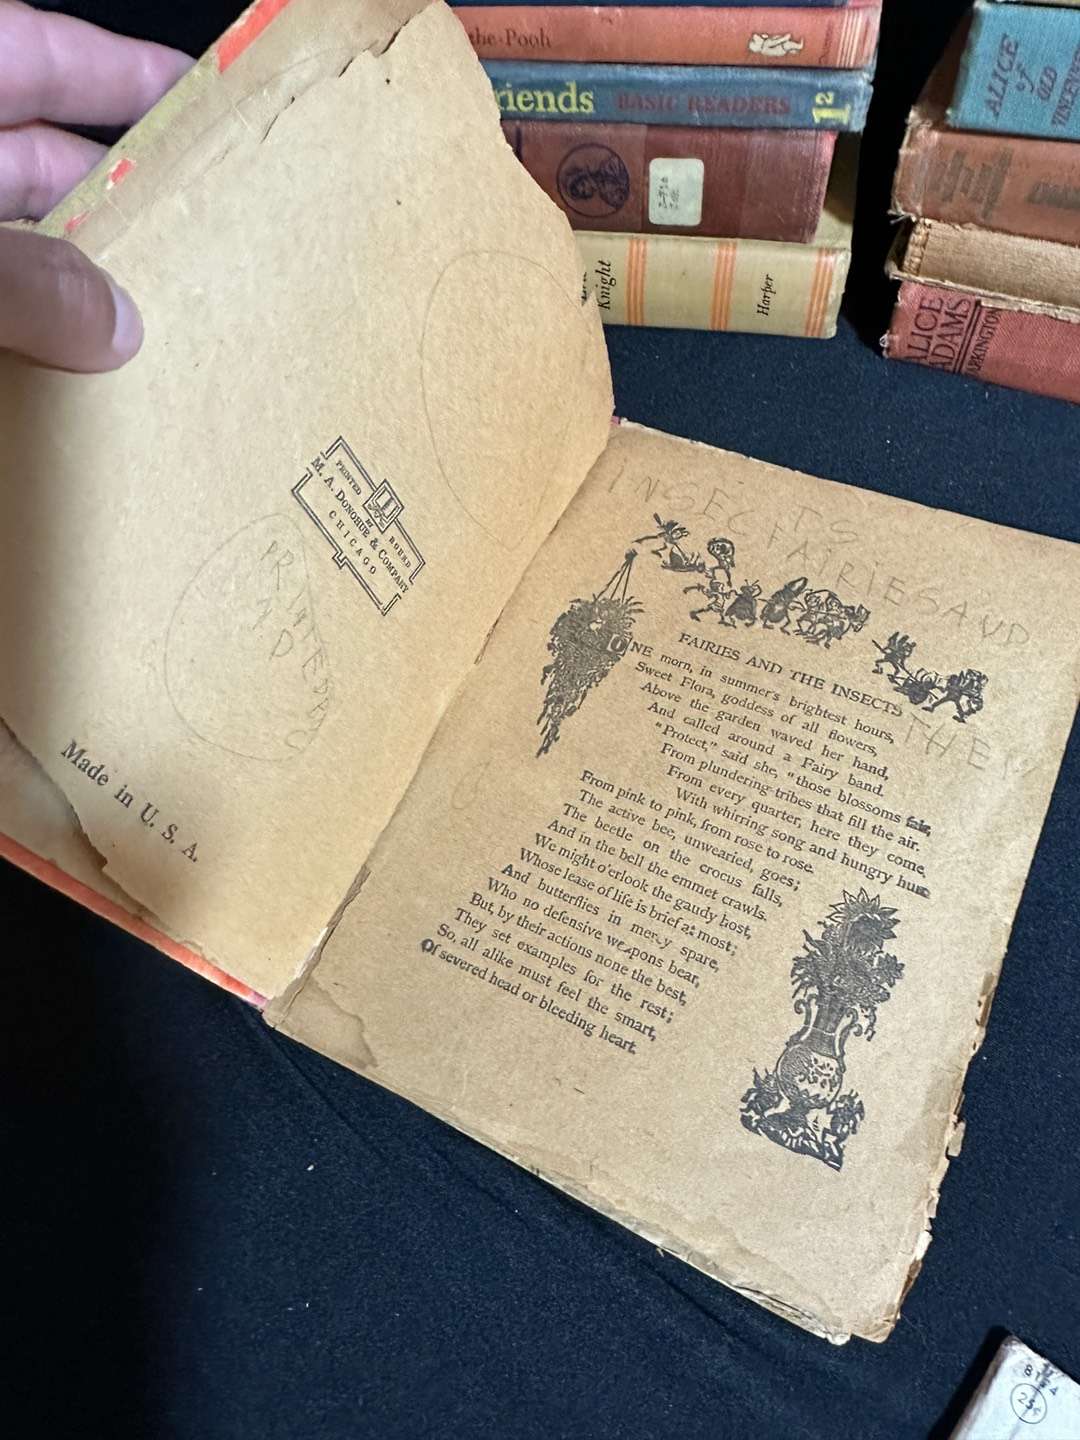 the-Pooh
riends BASIC READERS 1²
Knight Harper
ALICE of OLD VINCENNES
ALICE ADAMS
ARKINGTON
PRINTED AND BOUND
BY
M. A. DONOHUE & COMPANY
CHICAGO
PRINTED
Made in U. S. A.
INSECTS
FAIRIESAND
THE
FAIRIES AND THE INSECTS
ONE morn, in summer's brightest hours,
Sweet Flora, goddess of all flowers,
Above the garden waved her hand,
And called around a Fairy band.
"Protect," said she, "those blossoms fair,
From plundering tribes that fill the air.
From every quarter, here they come,
With whirring song and hungry hum
From pink to pink, from rose to rose.
The active bee, unwearied, goes;
The beetle on the crocus falls,
And in the bell the emmet crawls.
We might o'erlook the gaudy host,
Whose lease of life is brief at most;
And butterflies in mercy spare,
Who no defensive weapons bear,
But, by their actions none the best,
They set examples for the rest;
So, all alike must feel the smart,
Of severed head or bleeding heart.